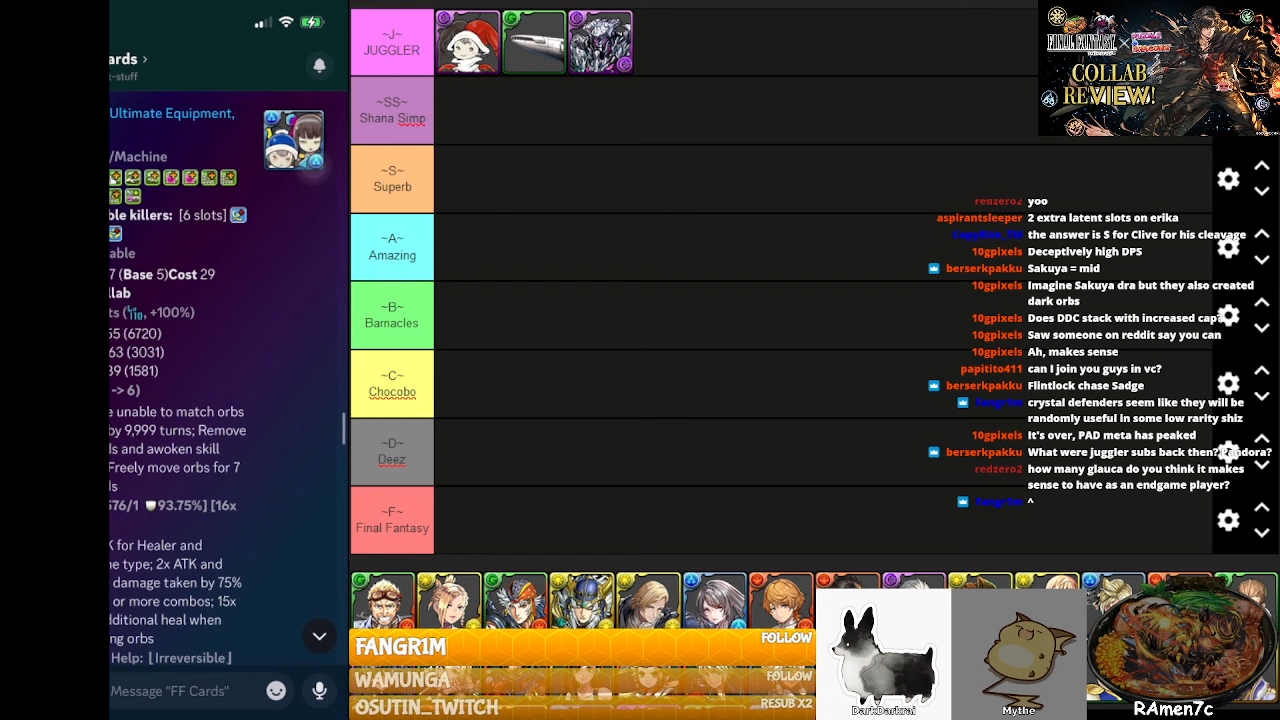 ards ›
t-stuff
Ultimate Equipment,
/Machine
ble killers: [6 slots]
able
7 (Base 5)Cost 29
llab
ts (Lv 110, +100%)
55 (6720)
63 (3031)
39 (1581)
-> 6)
e unable to match orbs
by 9,999 turns; Remove
ds and awoken skill
Freely move orbs for 7
ds
576/1 93.75%] [16x
K for Healer and
ne type; 2x ATK and
damage taken by 75%
or more combos; 15x
ditional heal when
ng orbs
Help: [Irreversible]
Message "FF Cards"
~J~
JUGGLER
~SS~
Shana Simp
~S~
Superb
~A~
Amazing
~B~
Barnacles
~C~
Chocobo
~D~
Deez
~F~
Final Fantasy
FINAL FANTASY
COLLAB
REVIEW!
redzero2 yoo
aspirantsleeper 2 extra latent slots on erika
the answer is S for Clive for his cleavage
10gpixels Deceptively high DPS
berserkpakku Sakuya = mid
10gpixels Imagine Sakuya dra but they also created
dark orbs
10gpixels Does DDC stack with increased cap?
10gpixels Saw someone on reddit say you can
10gpixels Ah, makes sense
papitito411 can I join you guys in vc?
berserkpakku Flintlock chase Sadge
Fangr1m crystal defenders seem like they will be
randomly useful in some low rarity shiz
10gpixels It's over, PAD meta has peaked
berserkpakku What were juggler subs back then? Pandora?
redzero2 how many glauca do you think it makes
sense to have as an endgame player?
Fangr1m ^
FANGR1M FOLLOW
WAMUNGA FOLLOW
OSUTIN_TWITCH RESUB X2
DarkDarkrai
Mythe
RAmen7c